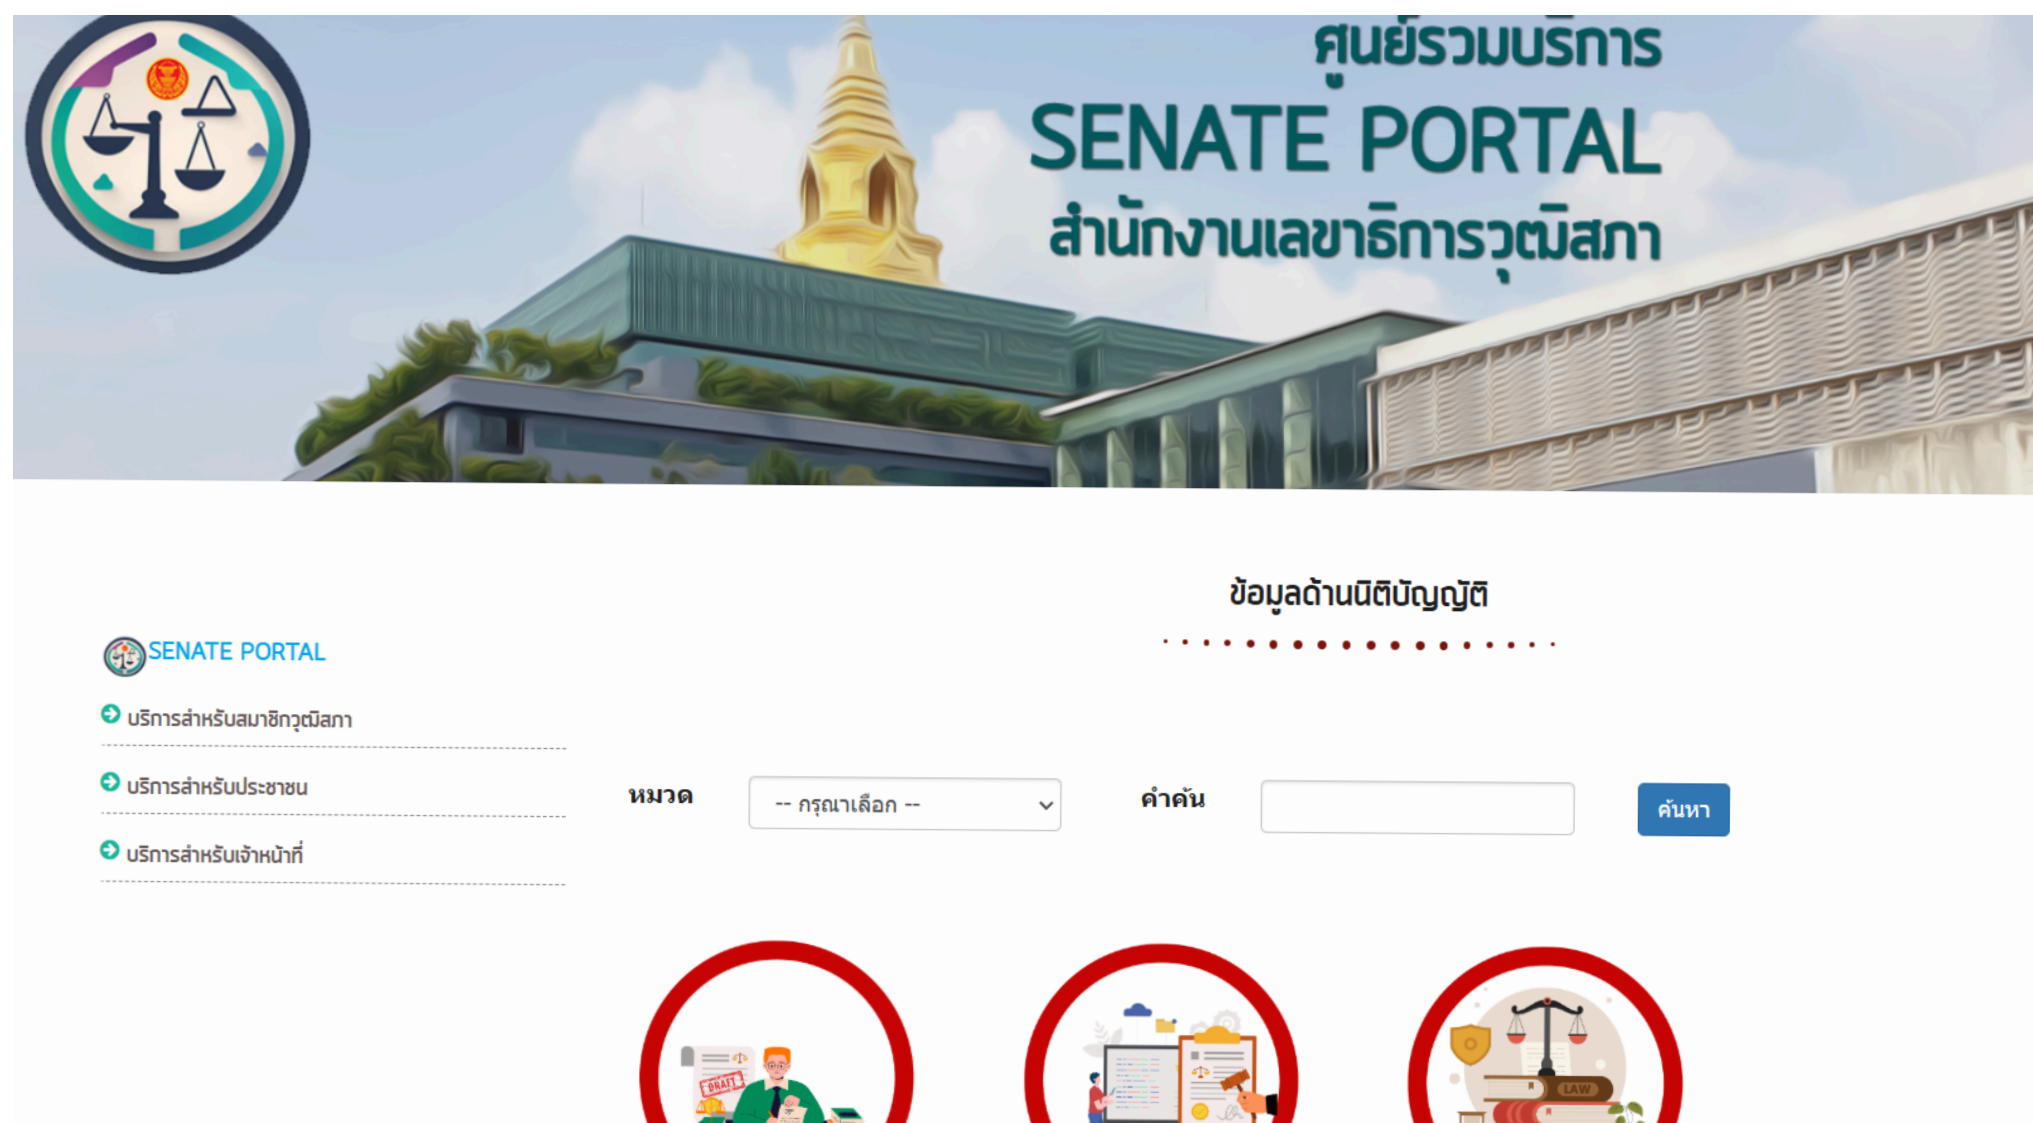 ศูนย์รวมบริการ
SENATE PORTAL
สำนักงานเลขาธิการวุฒิสภา
ข้อมูลด้านนิติบัญญัติ
SENATE PORTAL
บริการสำหรับสมาชิกวุฒิสภา
บริการสำหรับประชาชน
บริการสำหรับเจ้าหน้าที่
หมวด
-- กรุณาเลือก --
คำค้น
ค้นหา
DRAFT
LAW